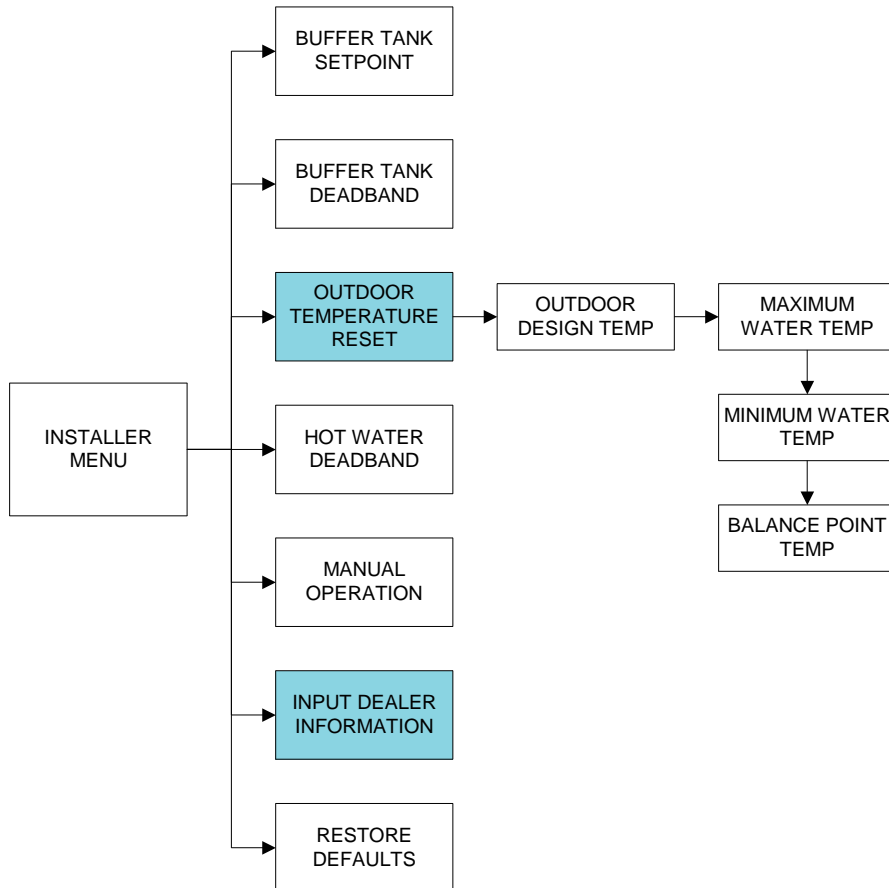 BUFFER TANK
SETPOINT
BUFFER TANK
DEADBAND
OUTDOOR
TEMPERATURE
RESET
OUTDOOR
DESIGN TEMP
MAXIMUM
WATER TEMP
MINIMUM WATER
TEMP
BALANCE POINT
TEMP
INSTALLER
MENU
HOT WATER
DEADBAND
MANUAL
OPERATION
INPUT DEALER
INFORMATION
RESTORE
DEFAULTS